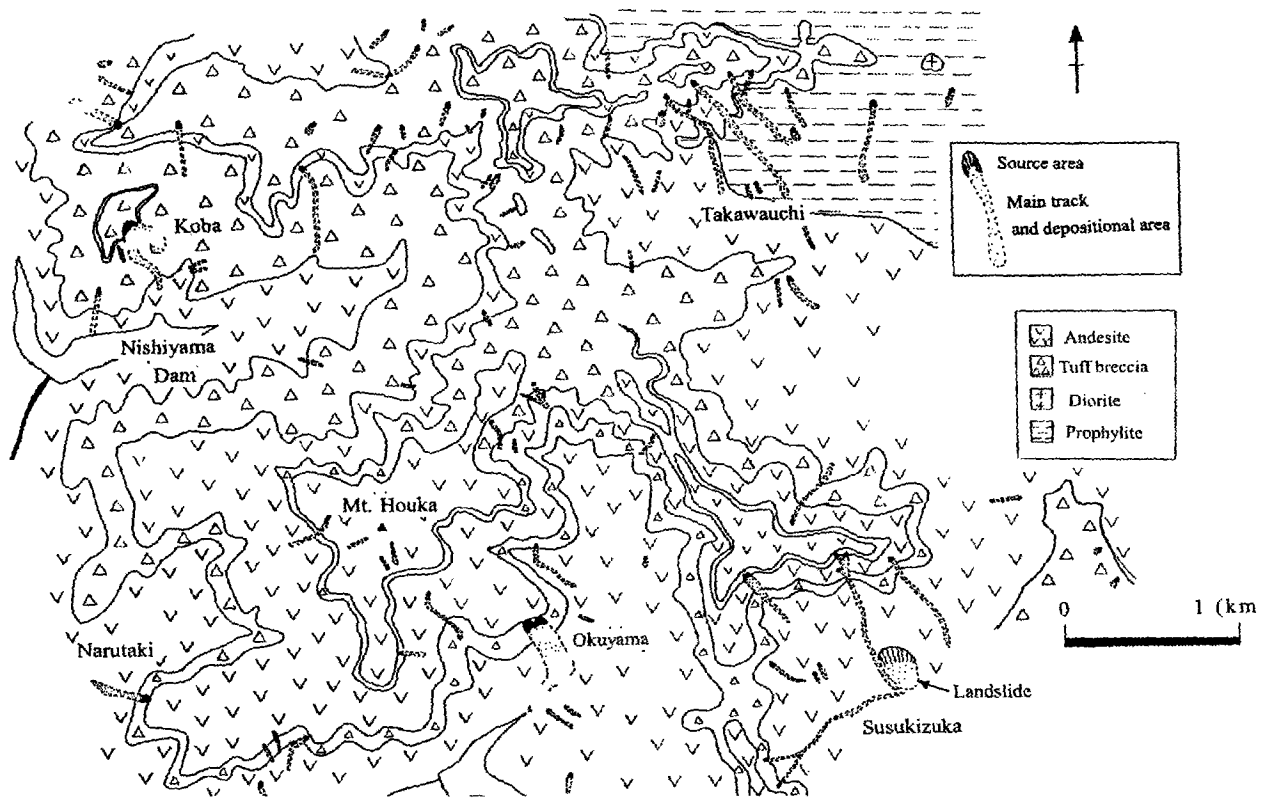 Source area
Main track
and depositional area
Takawauchi
Koba
Nishiyama
Dam
Andesite
Tuff breccia
Diorite
Prophylite
Mt. Houka
0 1 (km
Okuyama
Narutaki
Landslide
Susukizuka